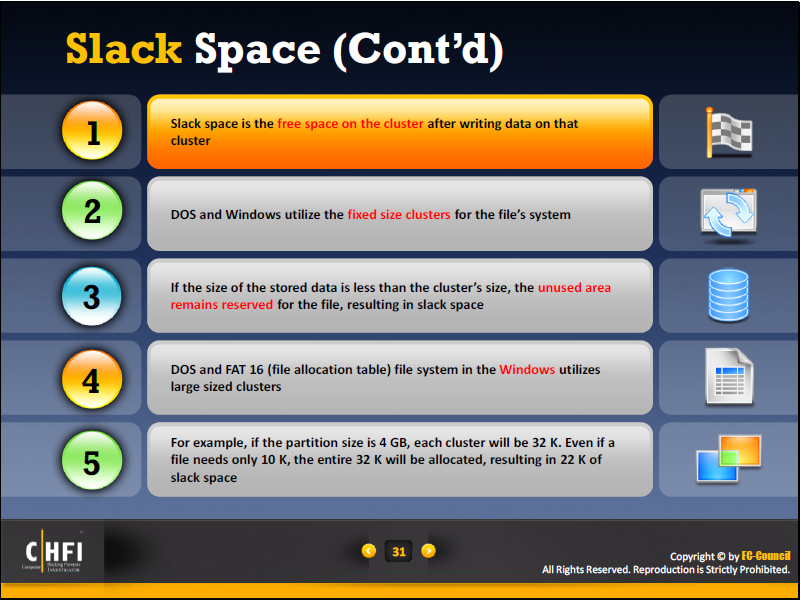 Slack Space (Cont’d)
1
Slack space is the free space on the cluster after writing data on that
cluster
2
DOS and Windows utilize the fixed size clusters for the file’s system
3
If the size of the stored data is less than the cluster’s size, the unused area
remains reserved for the file, resulting in slack space
4
DOS and FAT 16 (file allocation table) file system in the Windows utilizes
large sized clusters
5
For example, if the partition size is 4 GB, each cluster will be 32 K. Even if a
file needs only 10 K, the entire 32 K will be allocated, resulting in 22 K of
slack space
CHFI
Computer Hacking Forensic
INVESTIGATOR
31
Copyright © by EC-Council
All Rights Reserved. Reproduction is Strictly Prohibited.